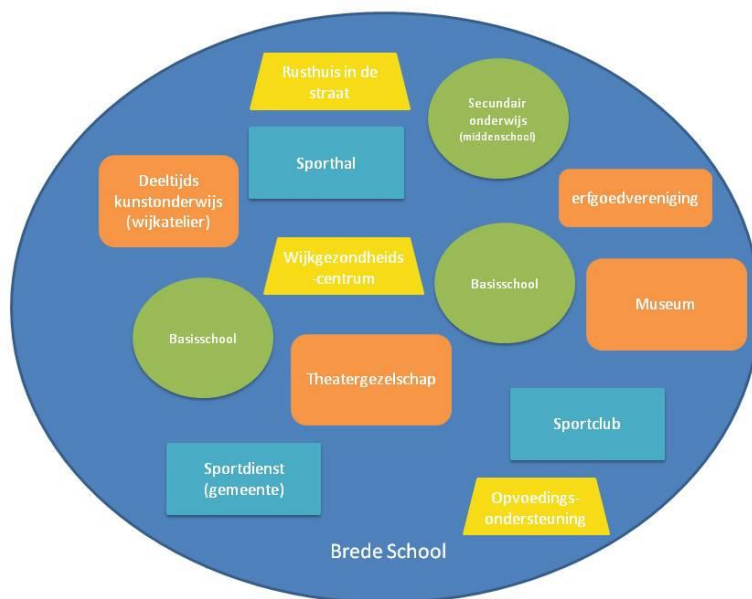 Rusthuis in de
straat
Secundair
onderwijs
(middenschool)
Sporthal
Deeltijds
kunstonderwijs
(wijkatelier)
erfgoedvereniging
Wijkgezondheids
-centrum
Basisschool
Museum
Basisschool
Theatergezelschap
Sportclub
Sportdienst
(gemeente)
Opvoedings-
ondersteuning
Brede School